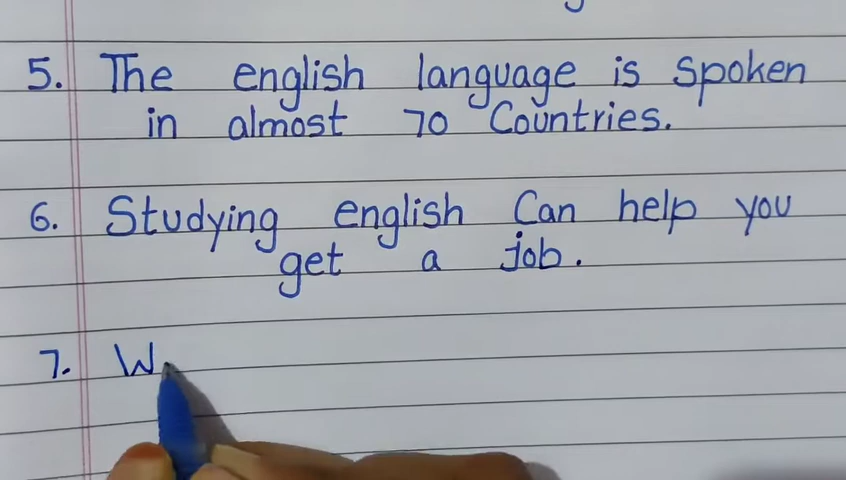 5. The english language is spoken
in almost 70 Countries.
6. Studying english Can help you
get a job.
7. W